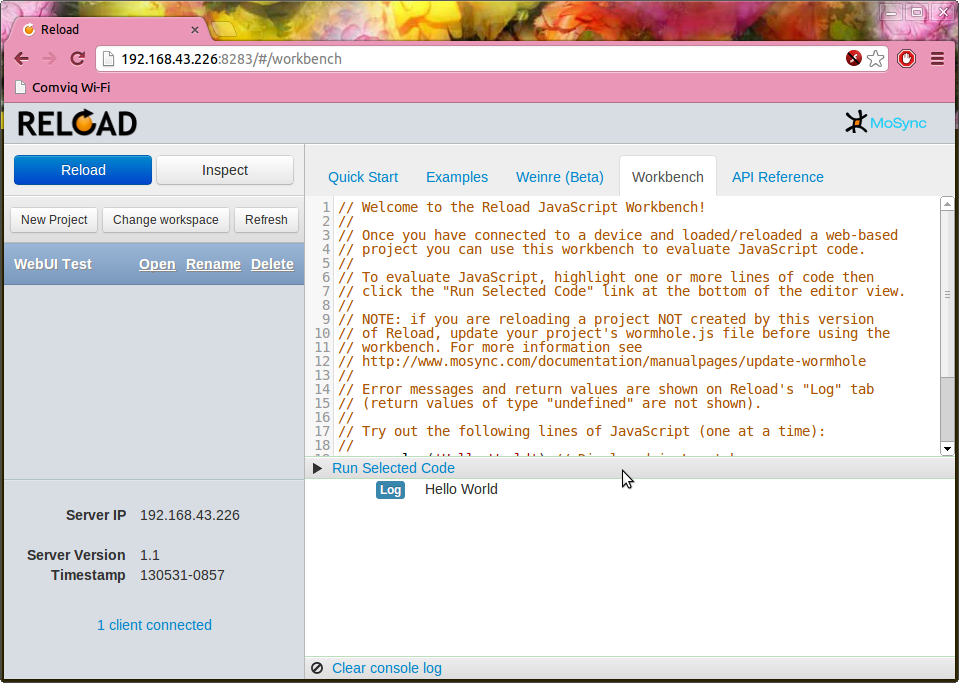 Reload
192.168.43.226:8283/#/workbench
Comviq Wi-Fi
RELOAD
MoSync
Reload
Inspect
Quick Start
Examples
Weinre (Beta)
Workbench
API Reference
New Project
Change workspace
Refresh
WebUI Test
Open
Rename
Delete
1 // Welcome to the Reload JavaScript Workbench!
2 //
3 // Once you have connected to a device and loaded/reloaded a web-based
4 // project you can use this workbench to evaluate JavaScript code.
5 //
6 // To evaluate JavaScript, highlight one or more lines of code then
7 // click the "Run Selected Code" link at the bottom of the editor view.
8 //
9 // NOTE: if you are reloading a project NOT created by this version
10 // of Reload, update your project's wormhole.js file before using the
11 // workbench. For more information see
12 // http://www.mosync.com/documentation/manualpages/update-wormhole
13 //
14 // Error messages and return values are shown on Reload's "Log" tab
15 // (return values of type "undefined" are not shown).
16 //
17 // Try out the following lines of JavaScript (one at a time):
18 //
Run Selected Code
Log Hello World
Server IP 192.168.43.226
Server Version 1.1
Timestamp 130531-0857
1 client connected
Clear console log